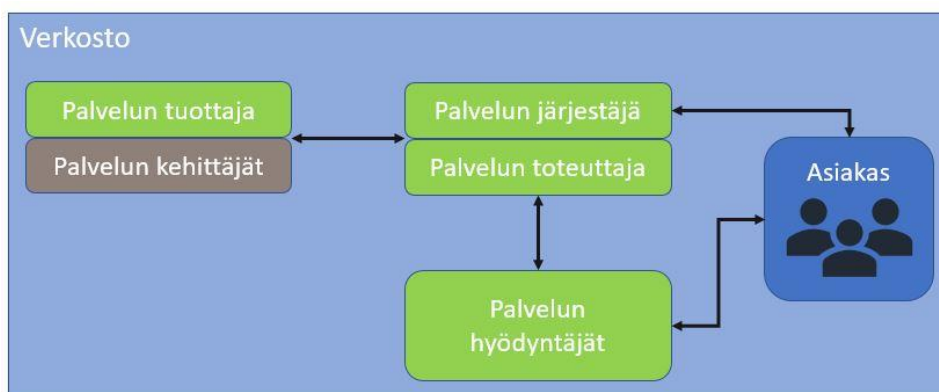 Verkosto
Palvelun tuottaja
Palvelun kehittäjät
Palvelun järjestäjä
Palvelun toteuttaja
Asiakas
Palvelun
hyödyntäjät